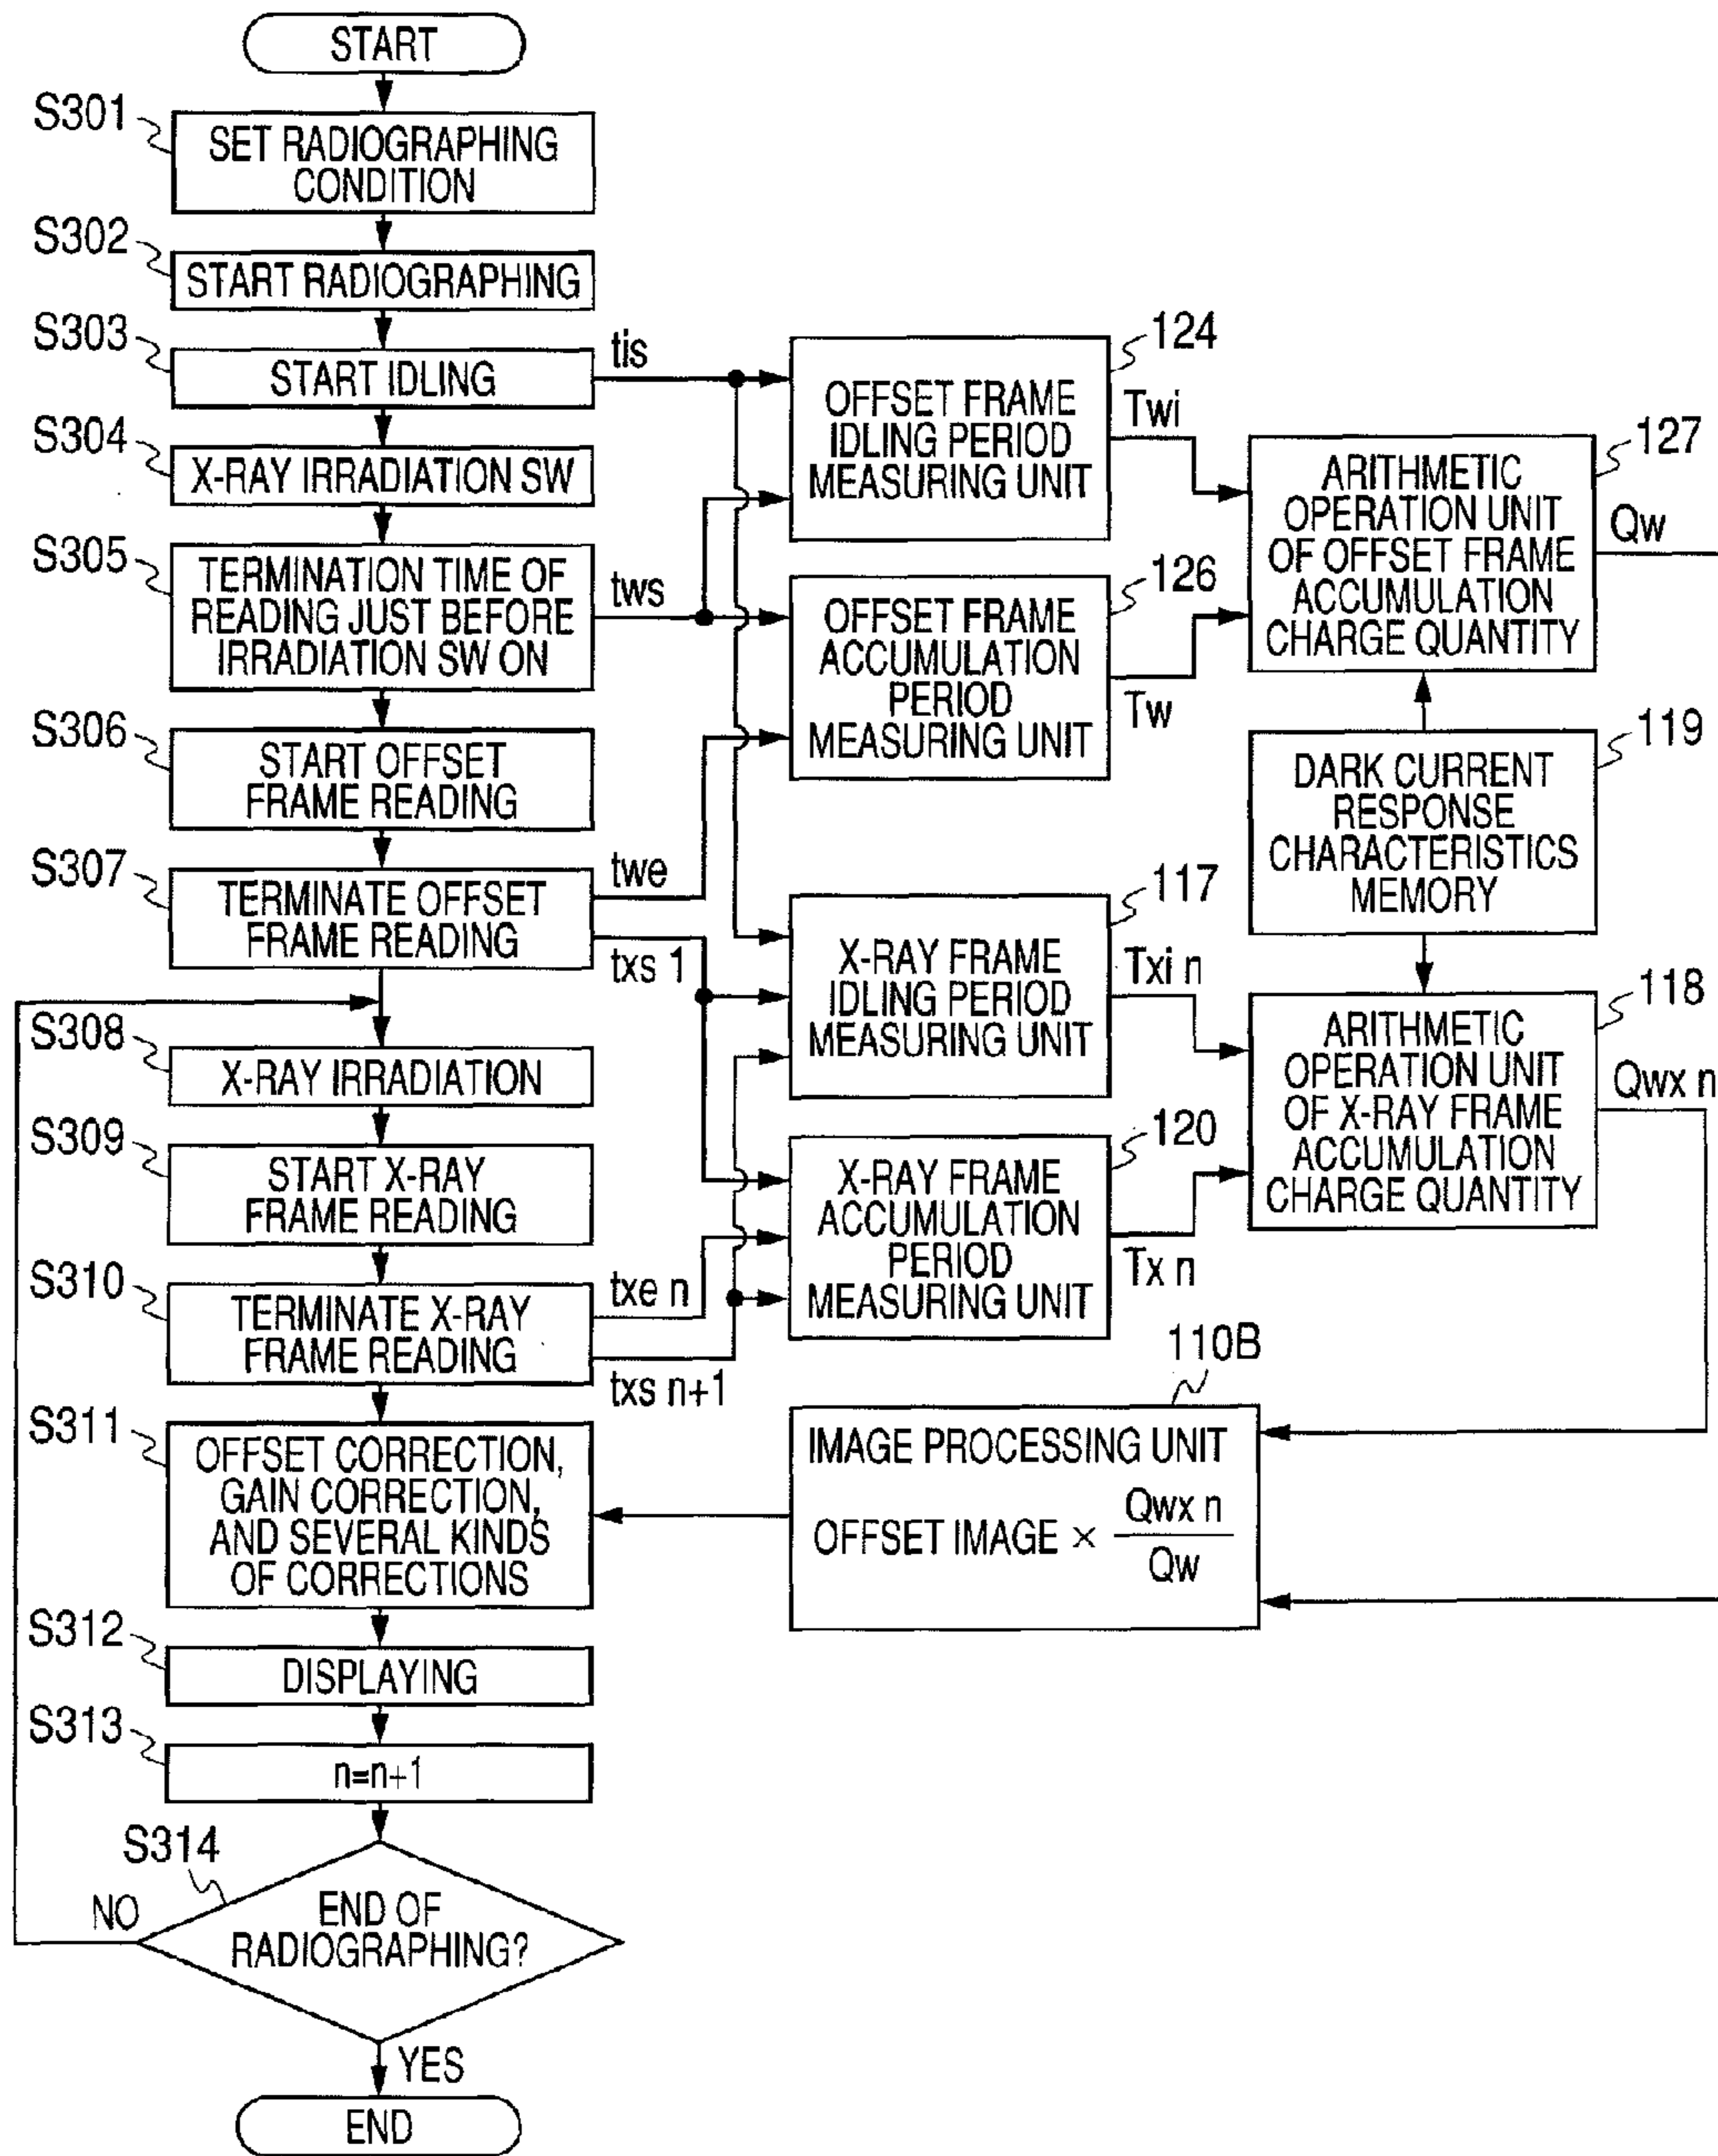 START
S301
SET RADIOGRAPHING
CONDITION
S302
START RADIOGRAPHING
S303
START IDLING
tis
S304
X-RAY IRRADIATION SW
S305
TERMINATION TIME OF
READING JUST BEFORE
IRRADIATION SW ON
tws
S306
START OFFSET
FRAME READING
S307
TERMINATE OFFSET
FRAME READING
twe
txs 1
S308
X-RAY IRRADIATION
S309
START X-RAY
FRAME READING
S310
TERMINATE X-RAY
FRAME READING
txe n
txs n+1
S311
OFFSET CORRECTION,
GAIN CORRECTION,
AND SEVERAL KINDS
OF CORRECTIONS
S312
DISPLAYING
S313
n=n+1
S314
END OF
RADIOGRAPHING?
NO
YES
END
124
OFFSET FRAME
IDLING PERIOD
MEASURING UNIT
Twi
126
OFFSET FRAME
ACCUMULATION
PERIOD
MEASURING UNIT
Tw
117
X-RAY FRAME
IDLING PERIOD
MEASURING UNIT
Txi n
120
X-RAY FRAME
ACCUMULATION
PERIOD
MEASURING UNIT
Tx n
127
ARITHMETIC
OPERATION UNIT
OF OFFSET FRAME
ACCUMULATION
CHARGE QUANTITY
Qw
119
DARK CURRENT
RESPONSE
CHARACTERISTICS
MEMORY
118
ARITHMETIC
OPERATION UNIT
OF X-RAY FRAME
ACCUMULATION
CHARGE QUANTITY
Qwx n
110B
IMAGE PROCESSING UNIT
OFFSET IMAGE × Qwx n
Qw